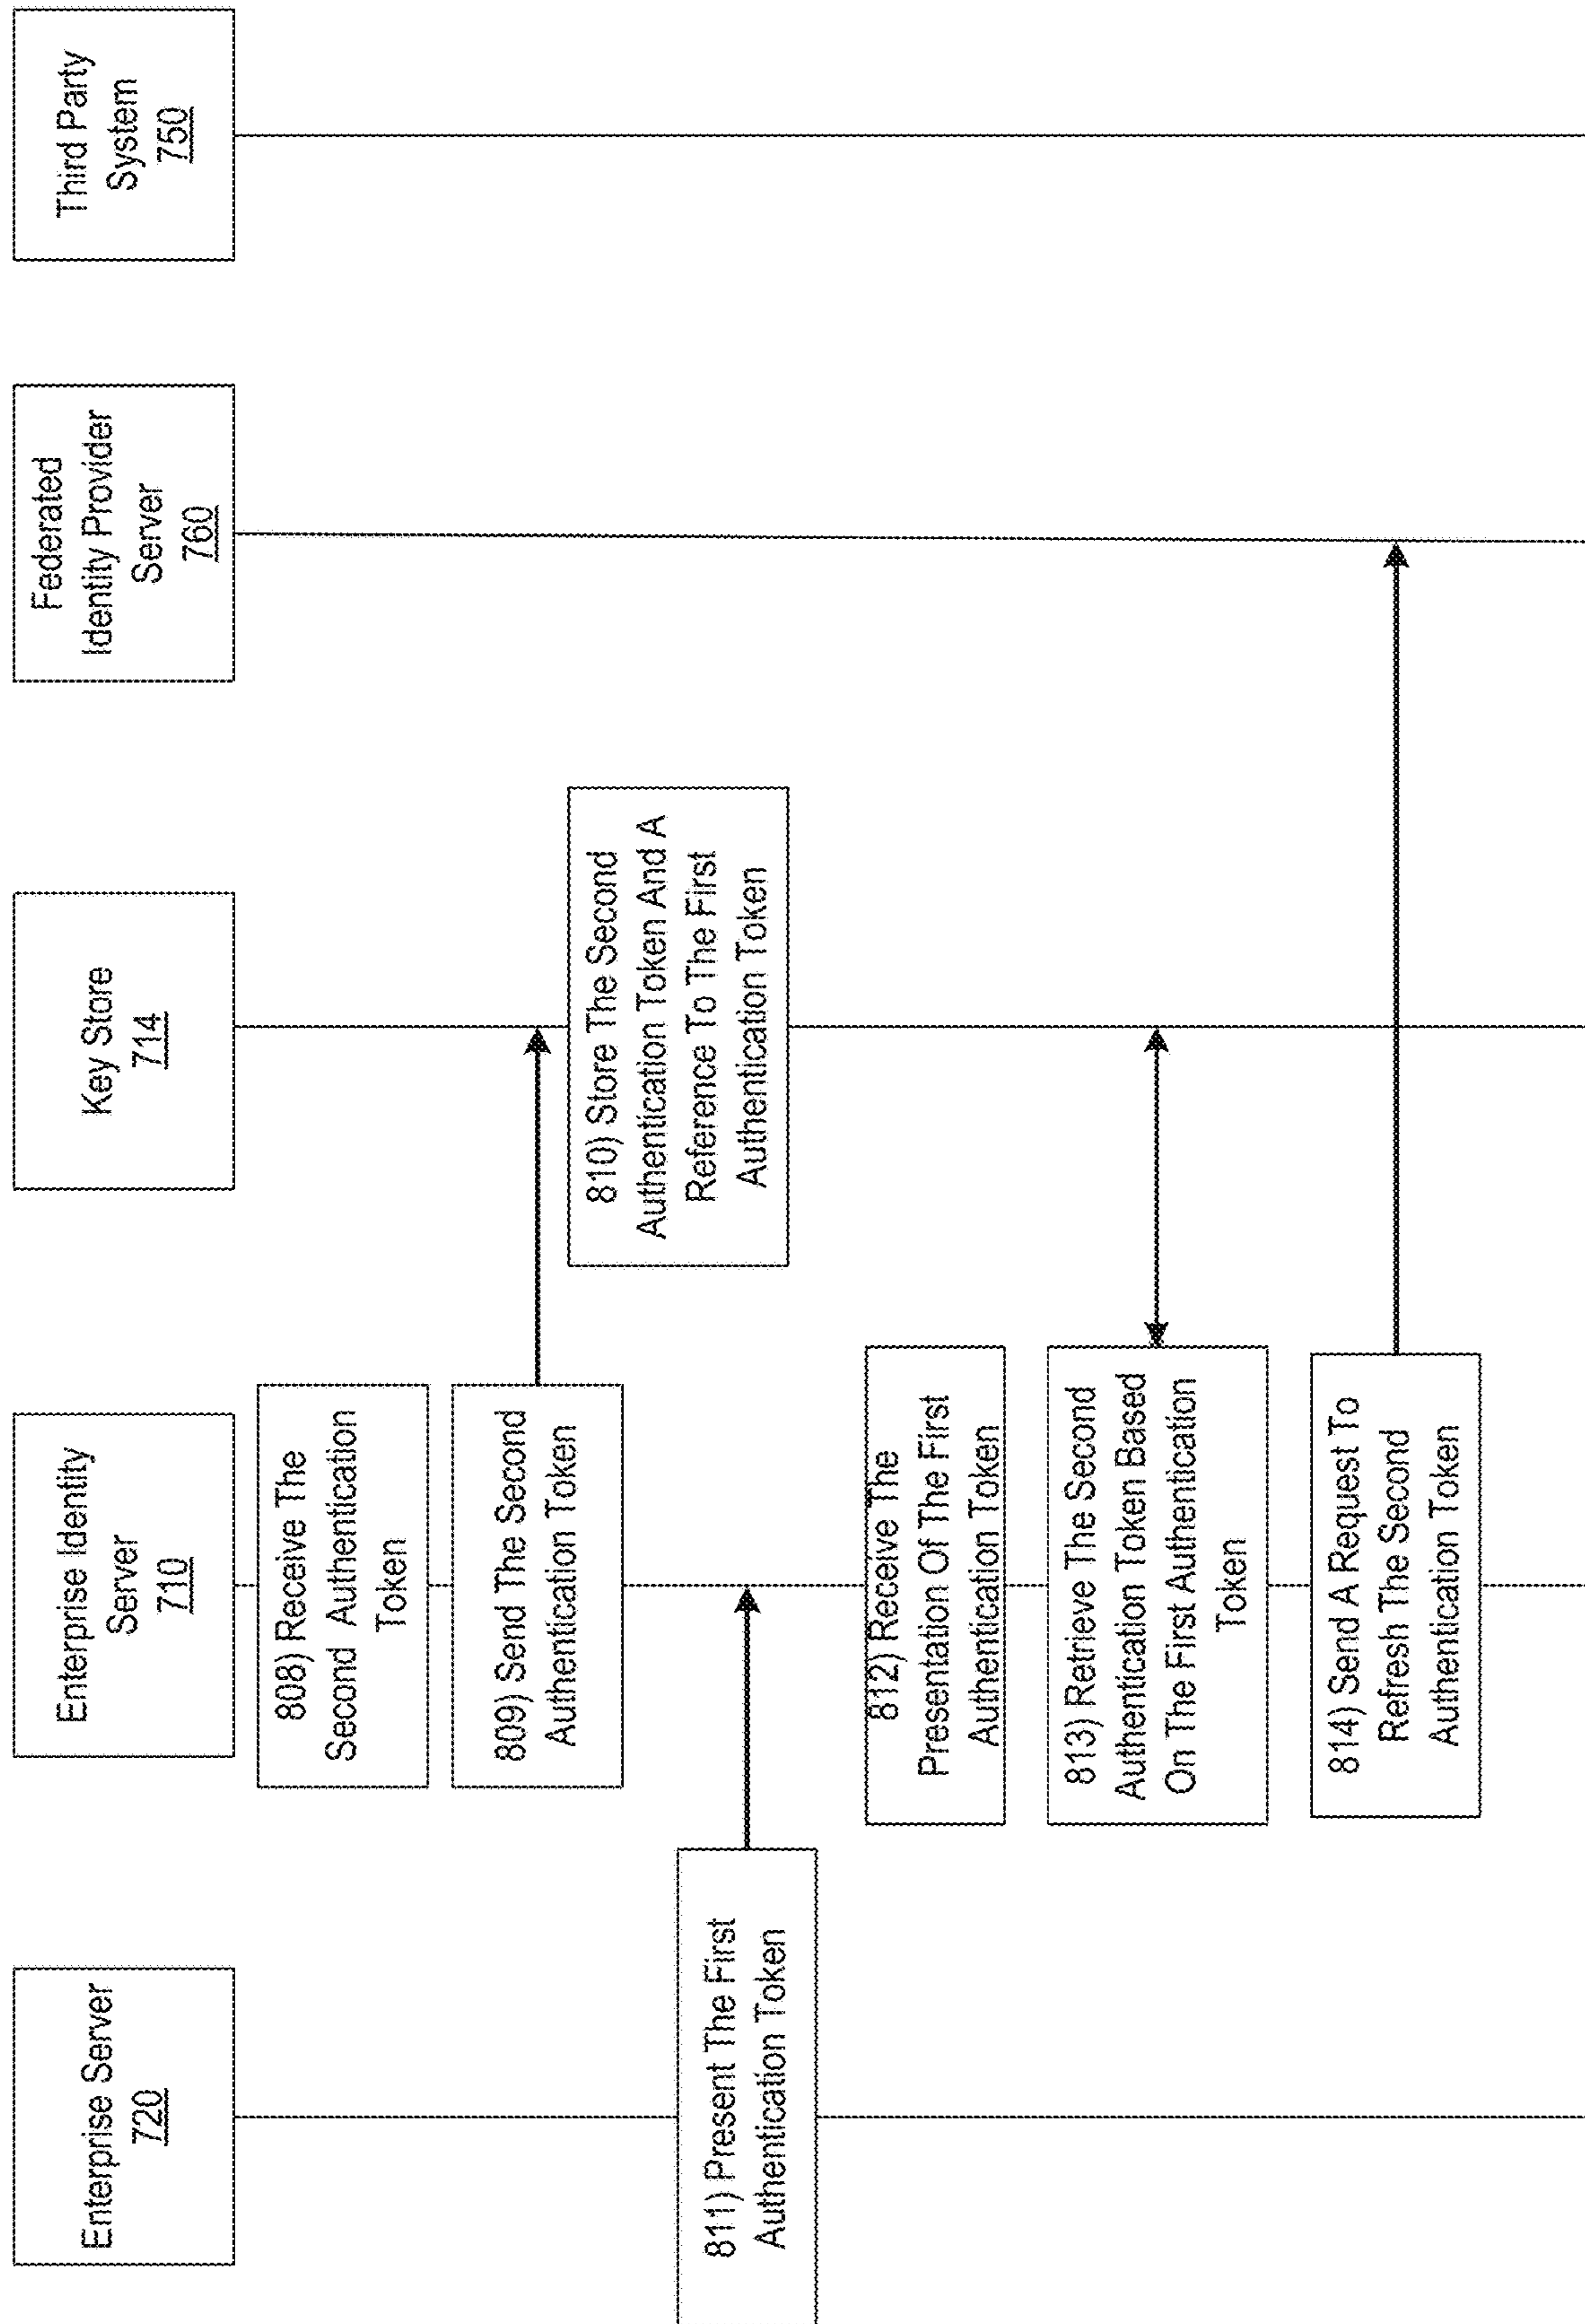 Enterprise Server
720
Enterprise Identity
Server
710
Key Store
714
Federated
Identity Provider
Server
760
Third Party
System
750
808) Receive The
Second Authentication
Token
809) Send The Second
Authentication Token
810) Store The Second
Authentication Token And A
Reference To The First
Authentication Token
811) Present The First
Authentication Token
812) Receive The
Presentation Of The First
Authentication Token
813) Retrieve The Second
Authentication Token Based
On The First Authentication
Token
814) Send A Request To
Refresh The Second
Authentication Token